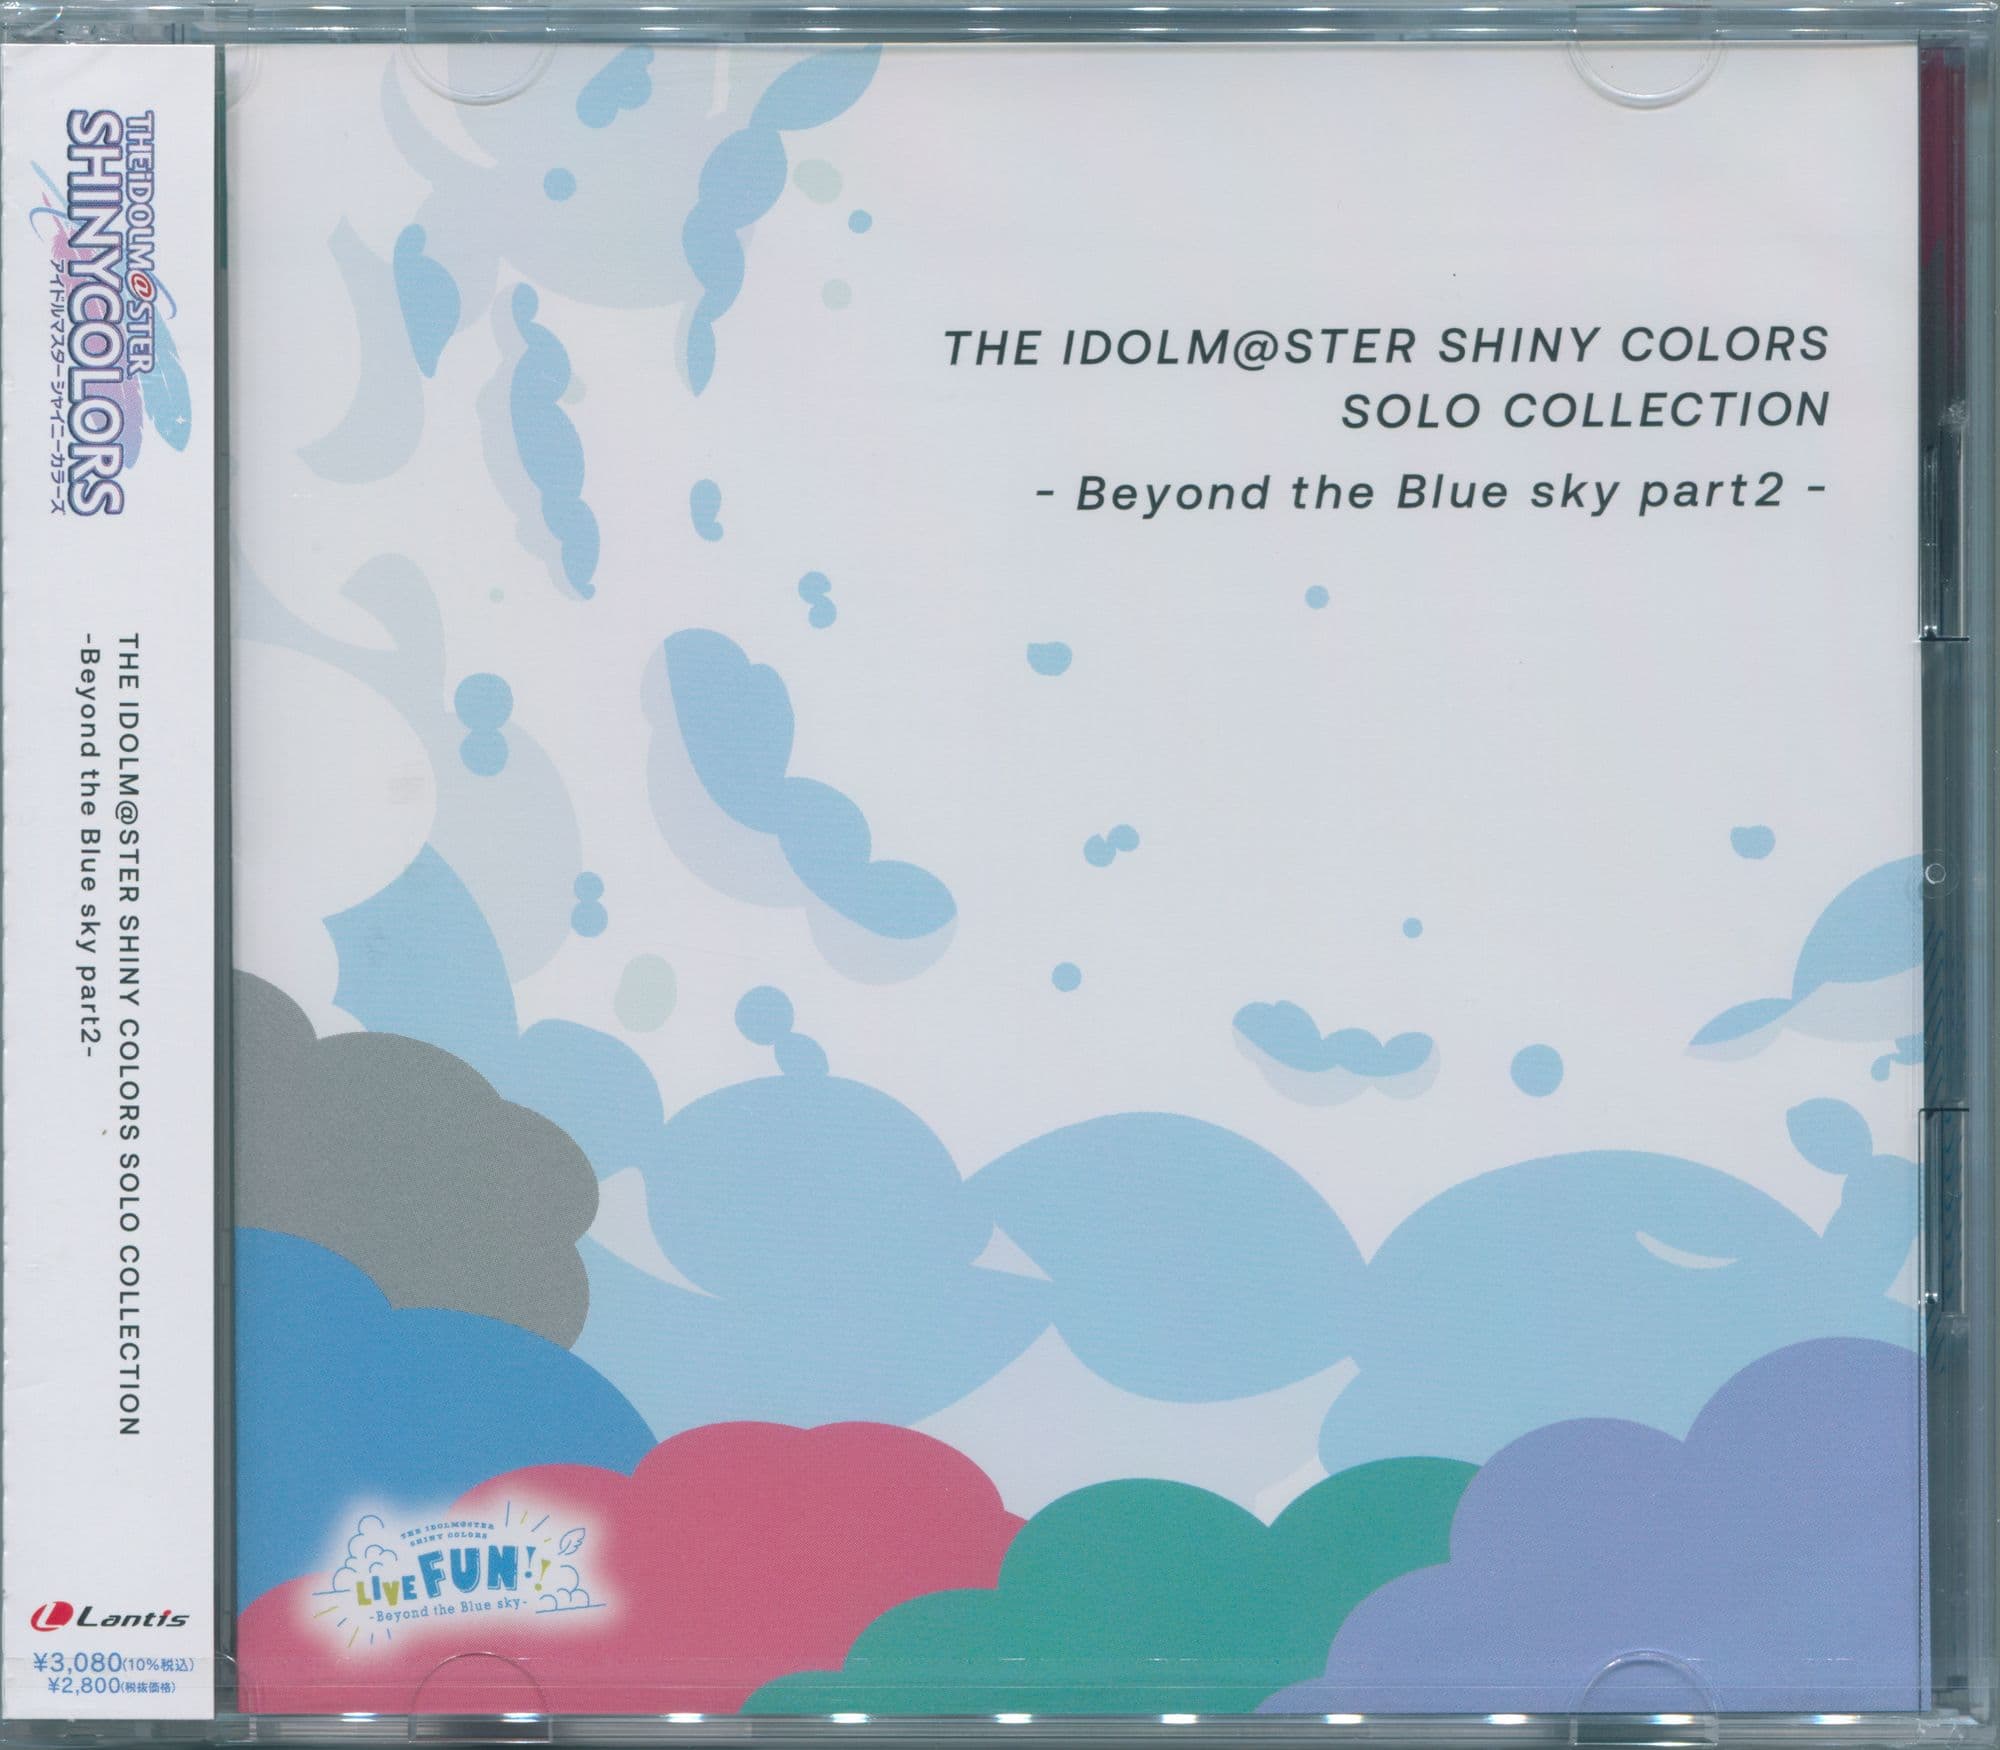 THE iDOLM@STER
SHINYCOLORS
アイドルマスターシャイニーカラーズ
THE IDOLM@STER SHINY COLORS SOLO COLLECTION
-Beyond the Blue sky part2-
Lantis
¥3,080(10%税込)
¥2,800(税抜価格)
THE IDOLM@STER SHINY COLORS
SOLO COLLECTION
- Beyond the Blue sky part2 -
THE IDOLM@STER
SHINY COLORS
LIVE FUN!!
-Beyond the Blue sky-